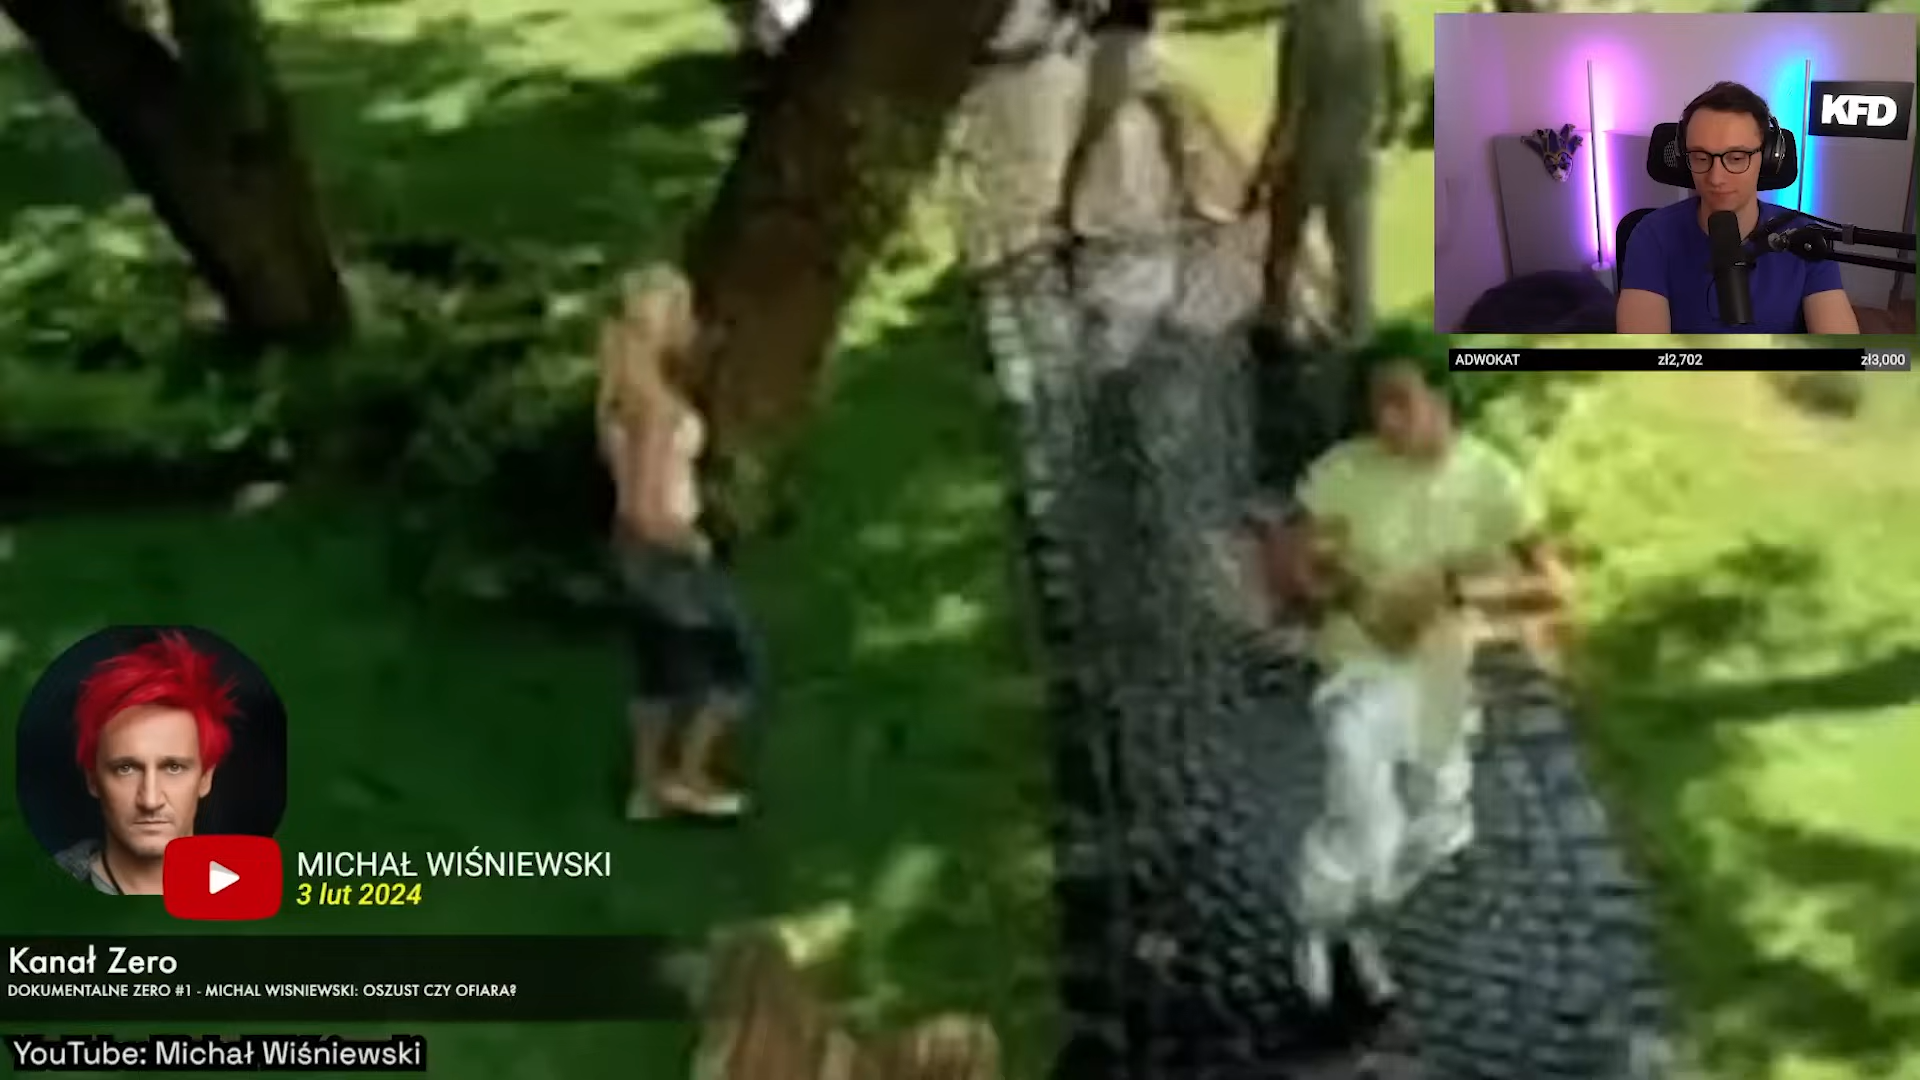 KFD
ADWOKAT zł2,702 zł3,000
MICHAŁ WIŚNIEWSKI
3 lut 2024
Kanał Zero
DOKUMENTALNE ZERO #1 - MICHAL WISNIEWSKI: OSZUST CZY OFIARA?
YouTube: Michał Wiśniewski